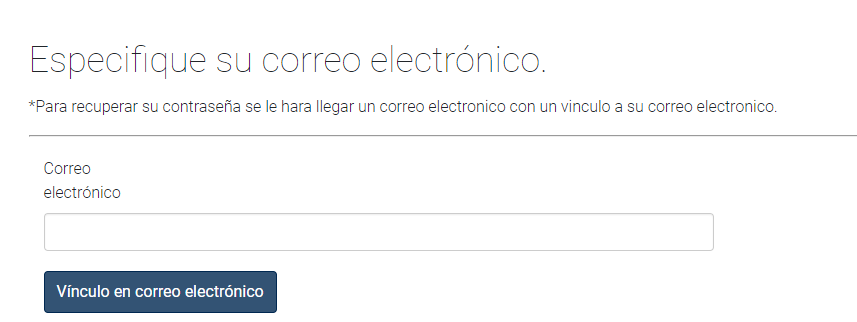 Especifique su correo electrónico.
*Para recuperar su contraseña se le hara llegar un correo electronico con un vinculo a su correo electronico.
Correo
electrónico
Vínculo en correo electrónico